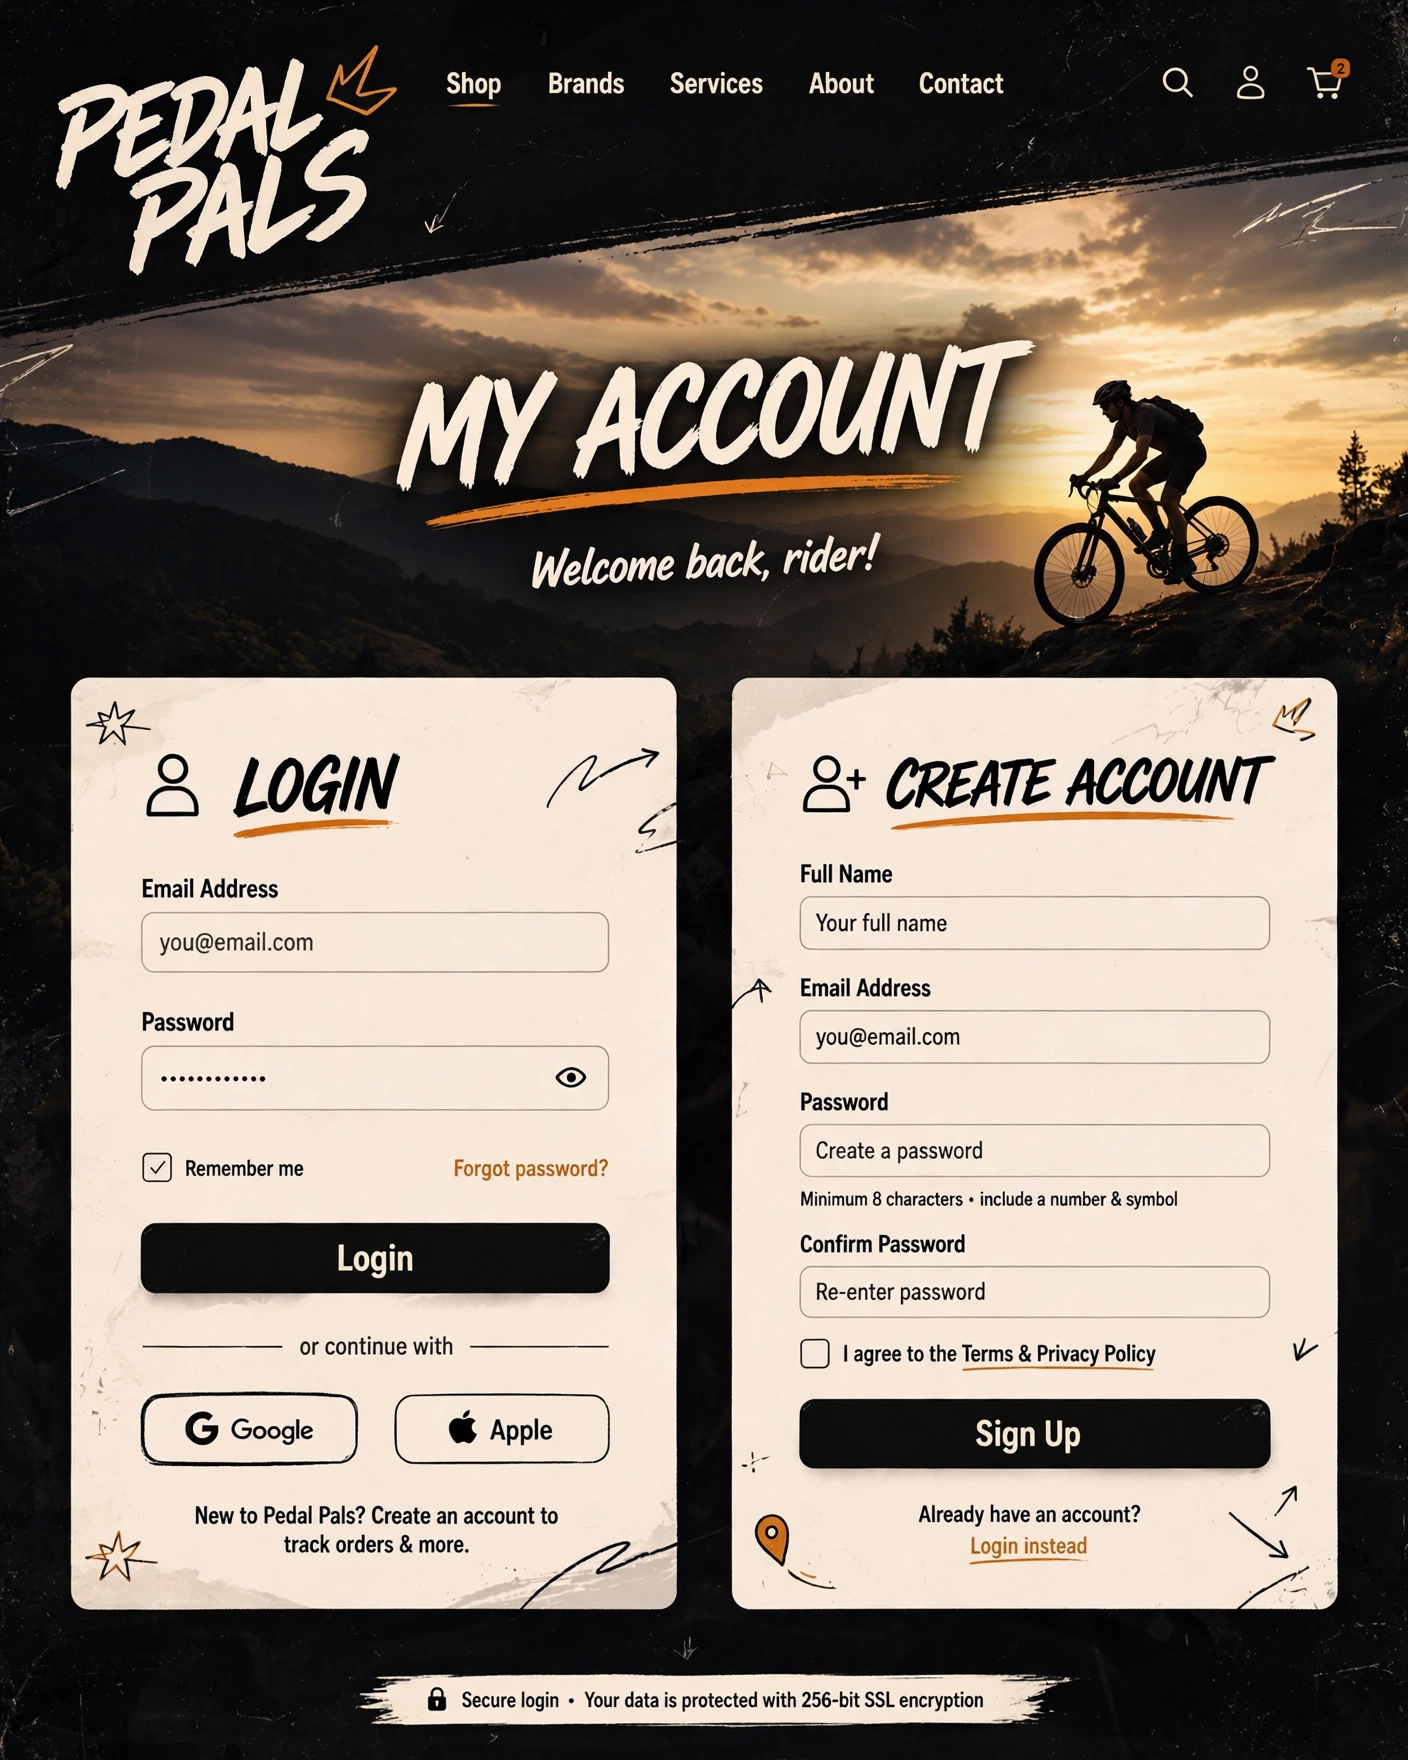 PEDAL
PALS
Shop
Brands
Services
About
Contact
2
MY ACCOUNT
Welcome back, rider!
LOGIN
Email Address
you@email.com
Password
Remember me
Forgot password?
Login
or continue with
G Google
Apple
New to Pedal Pals? Create an account to
track orders & more.
CREATE ACCOUNT
Full Name
Your full name
Email Address
you@email.com
Password
Create a password
Minimum 8 characters • include a number & symbol
Confirm Password
Re-enter password
I agree to the Terms & Privacy Policy
Sign Up
Already have an account?
Login instead
Secure login • Your data is protected with 256-bit SSL encryption